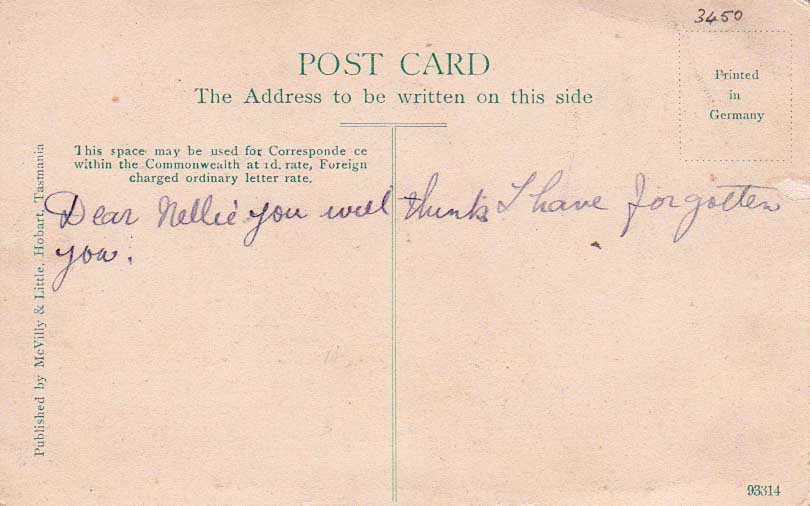 3450
POST CARD
The Address to be written on this side
Printed
in
Germany
This space may be used for Corresponde ce
within the Commonwealth at 1d. rate, Foreign
charged ordinary letter rate.
Dear Nellie you will think I have forgotten
you.
Published by McVilly & Little, Hobart, Tasmania
93314